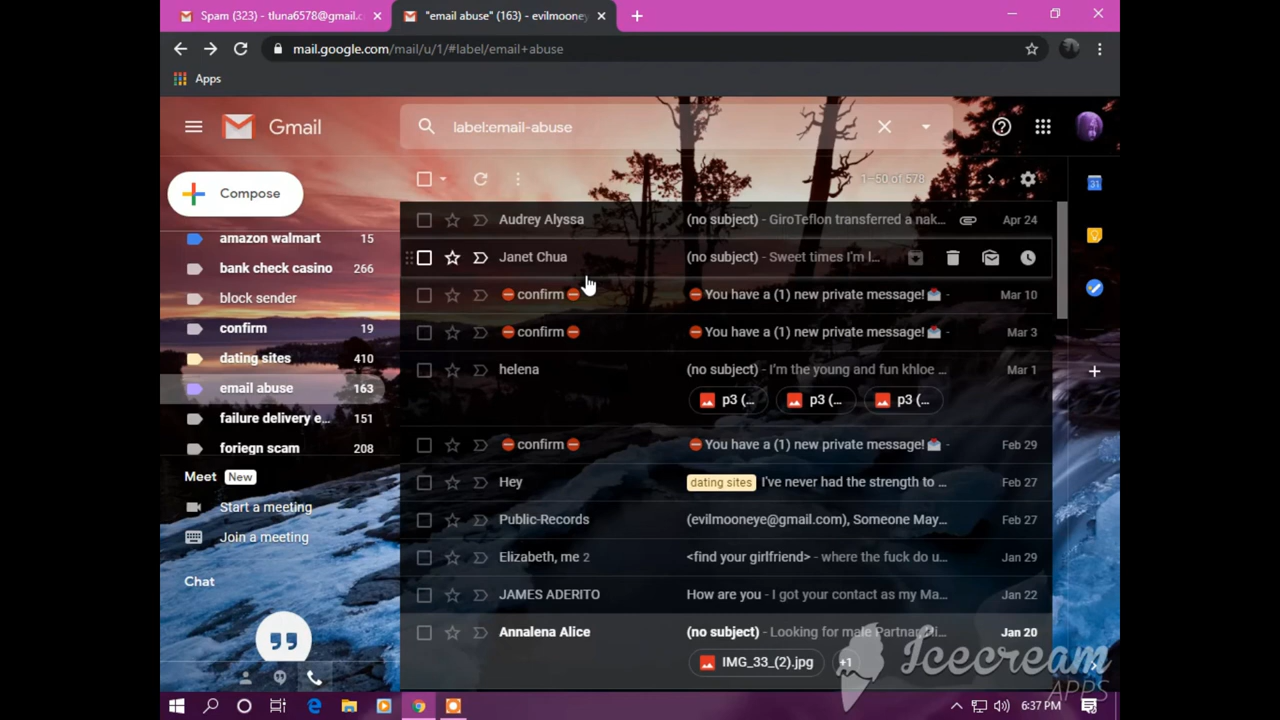 Spam (323) - tluna6578@gmail.c
"email abuse" (163) - evilmooney
mail.google.com/mail/u/1/#label/email+abuse
Apps
Gmail
label:email-abuse
Compose
1–50 of 578
amazon walmart 15
bank check casino 266
block sender
confirm 19
dating sites 410
email abuse 163
failure delivery e... 151
foriegn scam 208
Meet New
Start a meeting
Join a meeting
Chat
Audrey Alyssa (no subject) - GiroTeflon transferred a nak... Apr 24
Janet Chua (no subject) - Sweet times I'm l...
⛔confirm⛔ ⛔You have a (1) new private message!📩 - Mar 10
⛔confirm⛔ ⛔You have a (1) new private message!📩 - Mar 3
helena (no subject) - I'm the young and fun khloe ... Mar 1
p3 (... p3 (... p3 (...
⛔confirm⛔ ⛔You have a (1) new private message!📩 - Feb 29
Hey dating sites I've never had the strength to ... Feb 27
Public-Records (evilmooneye@gmail.com), Someone May... Feb 27
Elizabeth, me 2 <find your girlfriend> - where the fuck do u... Jan 29
JAMES ADERITO How are you - I got your contact as my Ma... Jan 22
Annalena Alice (no subject) - Looking for male Partnar Jan 20
IMG_33_(2).jpg +1
Icecream
APPS
6:37 PM